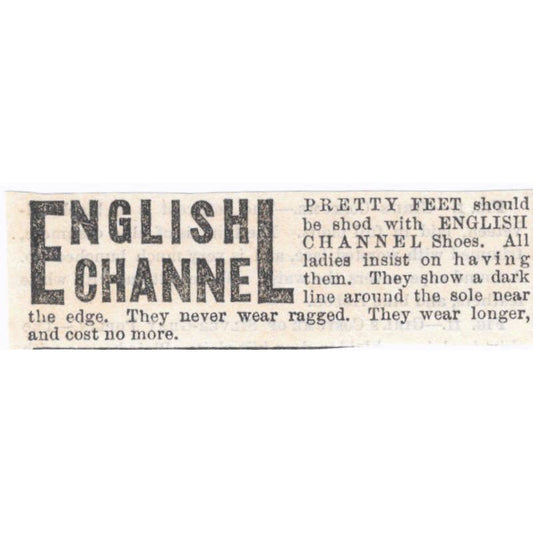 ENGLISH
CHANNEL
PRETTY FEET should
be shod with ENGLISH
CHANNEL Shoes. All
ladies insist on having
them. They show a dark
line around the sole near
the edge. They never wear ragged. They wear longer,
and cost no more.